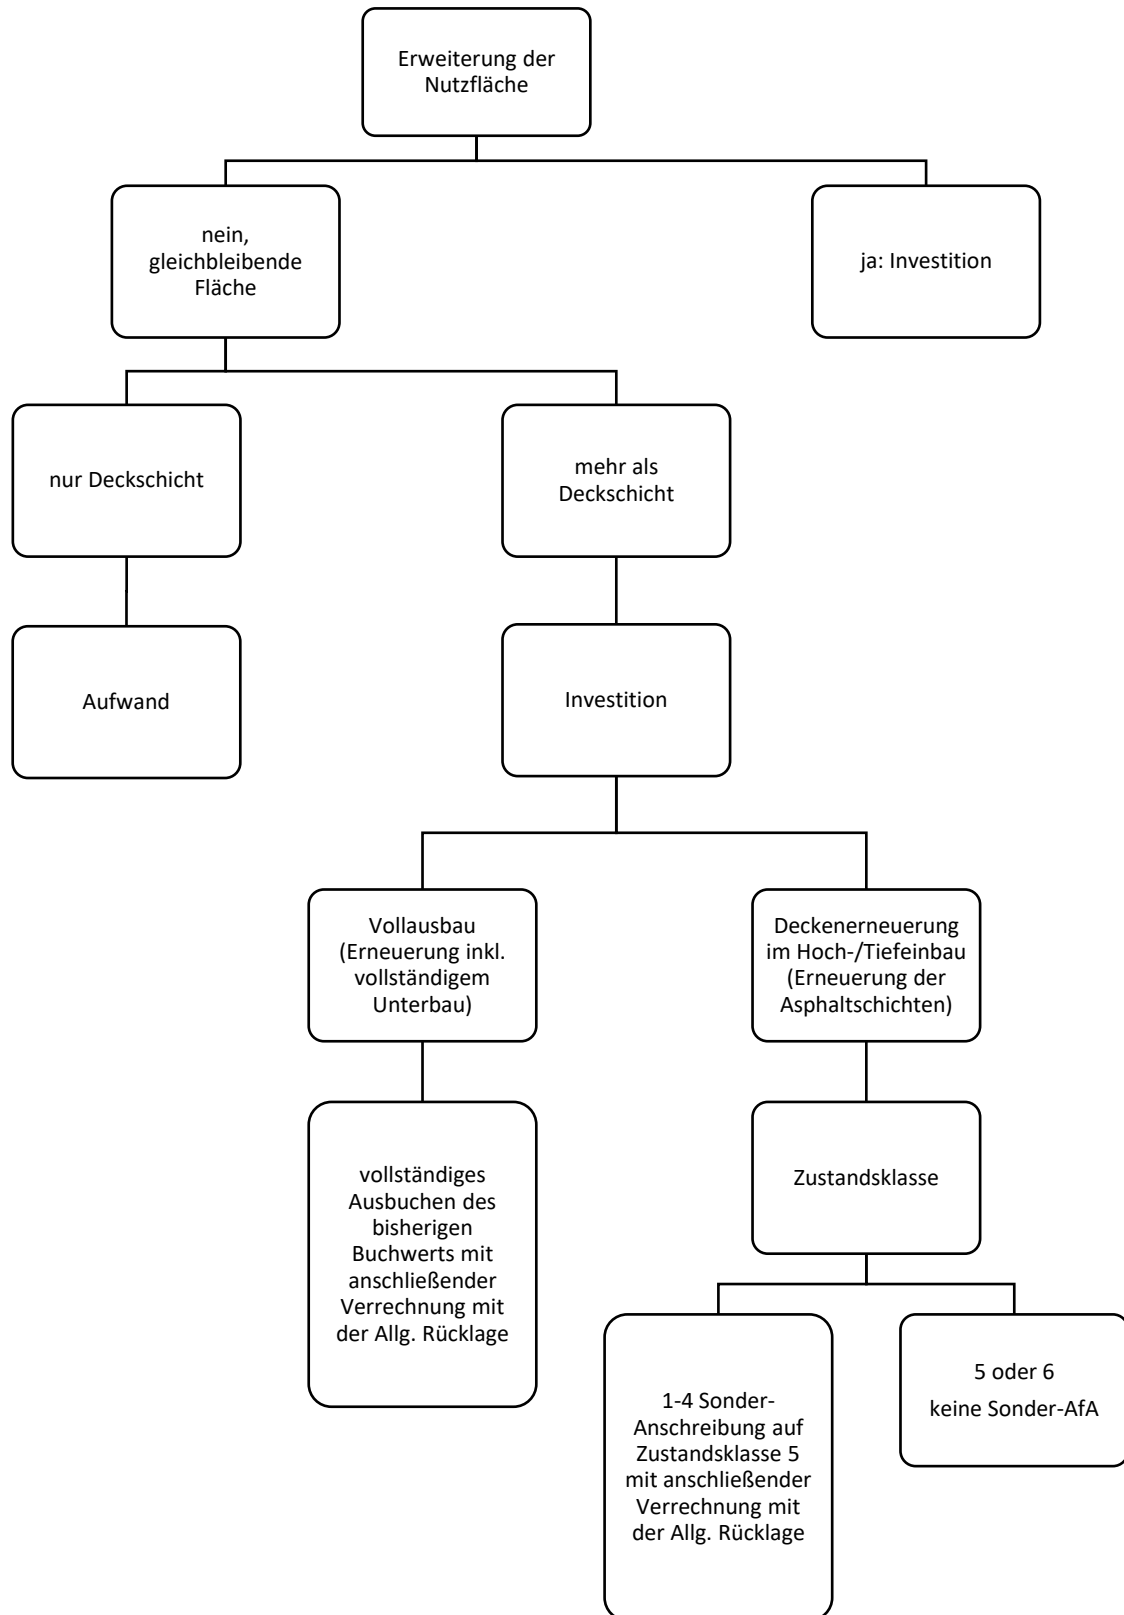 Erweiterung der
Nutzfläche
nein,
gleichbleibende
Fläche
ja: Investition
nur Deckschicht
mehr als
Deckschicht
Aufwand
Investition
Vollausbau
(Erneuerung inkl.
vollständigem
Unterbau)
Deckenerneuerung
im Hoch-/Tiefeinbau
(Erneuerung der
Asphaltschichten)
vollständiges
Ausbuchen des
bisherigen
Buchwerts mit
anschließender
Verrechnung mit
der Allg. Rücklage
Zustandsklasse
1-4 Sonder-
Anschreibung auf
Zustandsklasse 5
mit anschließender
Verrechnung mit
der Allg. Rücklage
5 oder 6
keine Sonder-AfA